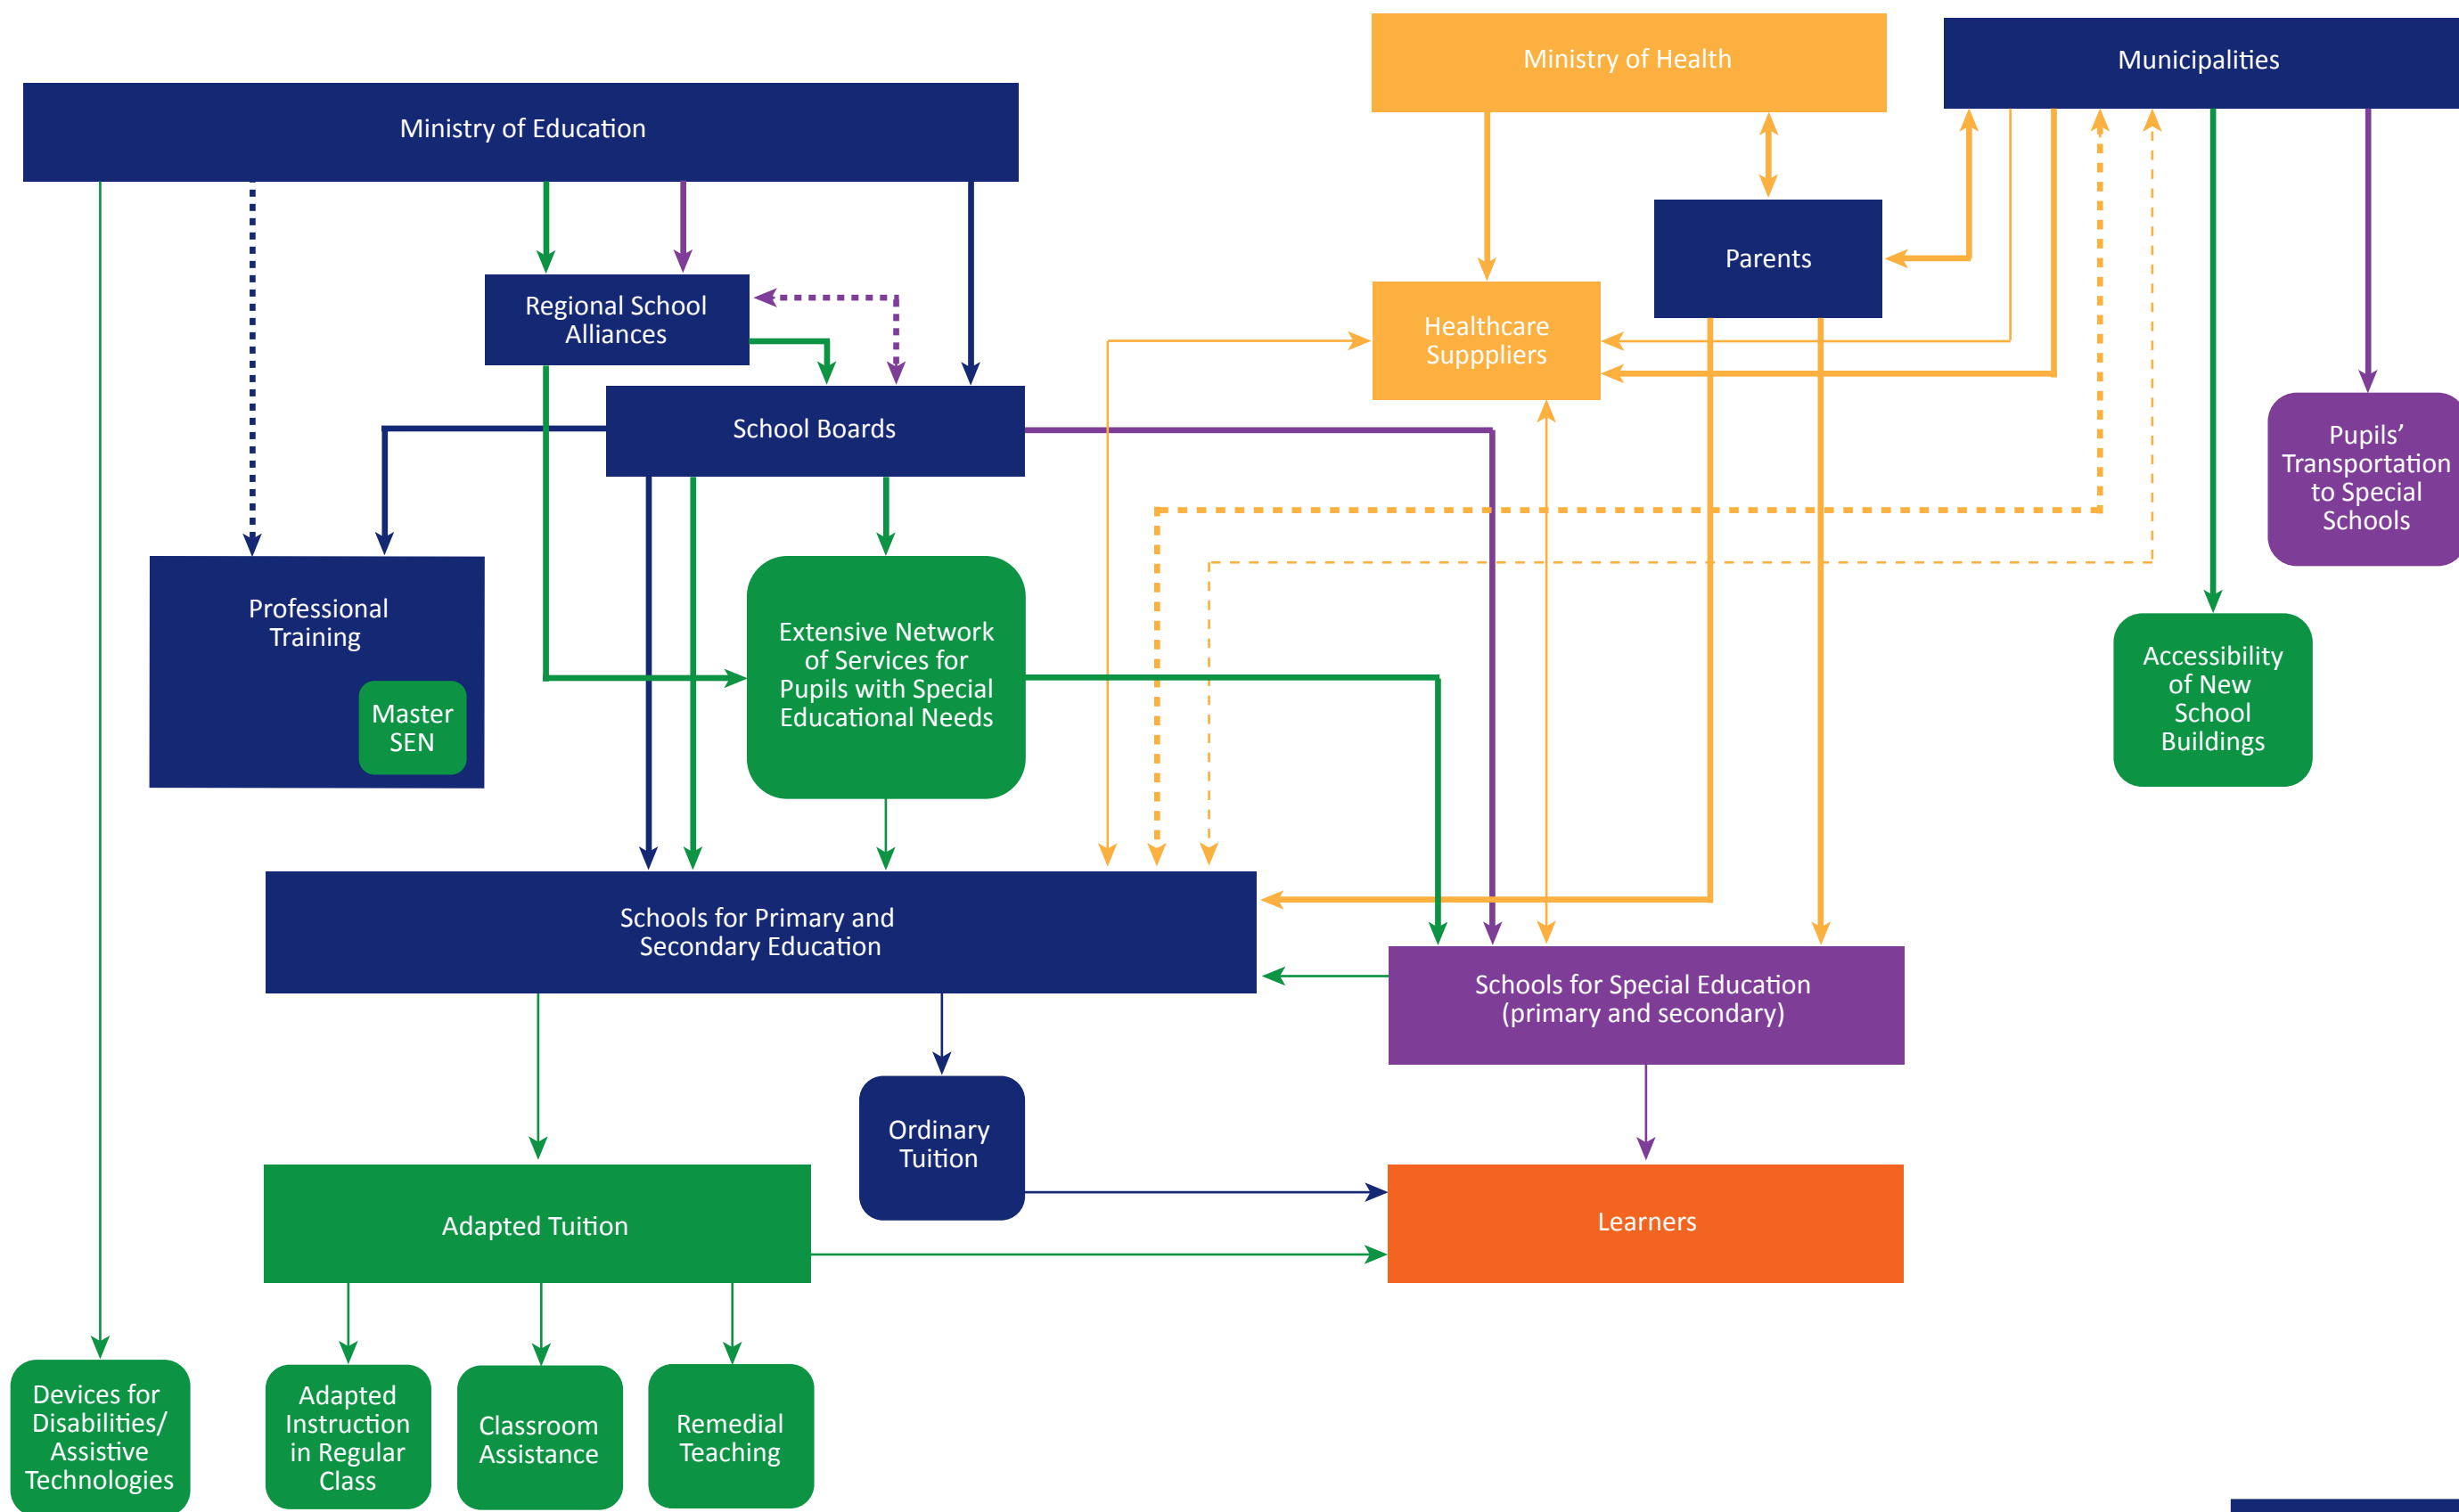 Ministry of Health
Municipalities
Ministry of Education
Parents
Regional School
Alliances
Healthcare
Supppliers
School Boards
Pupils’
Transportation
to Special
Schools
Professional
Training
Master
SEN
Extensive Network
of Services for
Pupils with Special
Educational Needs
Accessibility
of New
School
Buildings
Schools for Primary and
Secondary Education
Schools for Special Education
(primary and secondary)
Ordinary
Tuition
Adapted Tuition
Learners
Devices for
Disabilities/
Assistive
Technologies
Adapted
Instruction
in Regular
Class
Classroom
Assistance
Remedial
Teaching